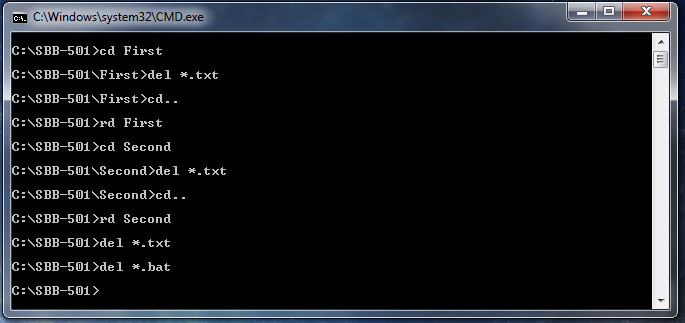 C:\Windows\system32\CMD.exe
C:\SBB-501>cd First
C:\SBB-501\First>del *.txt
C:\SBB-501\First>cd..
C:\SBB-501>rd First
C:\SBB-501>cd Second
C:\SBB-501\Second>del *.txt
C:\SBB-501\Second>cd..
C:\SBB-501>rd Second
C:\SBB-501>del *.txt
C:\SBB-501>del *.bat
C:\SBB-501>